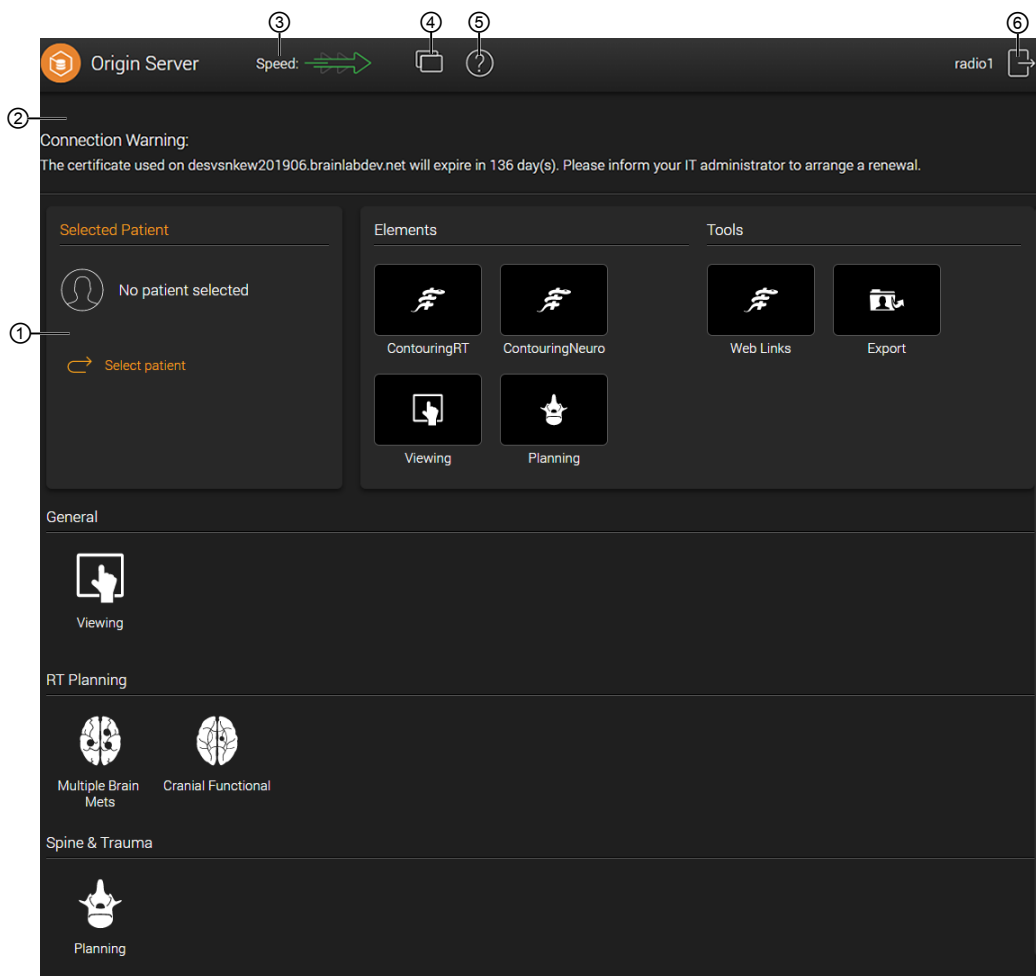 ③ ④ ⑤ ⑥
Origin Server Speed: radio1
②
Connection Warning:
The certificate used on desvsnkew201906.brainlabdev.net will expire in 136 day(s). Please inform your IT administrator to arrange a renewal.
Selected Patient
No patient selected
①
Select patient
Elements
ContouringRT ContouringNeuro
Viewing Planning
Tools
Web Links Export
General
Viewing
RT Planning
Multiple Brain
Mets
Cranial Functional
Spine & Trauma
Planning